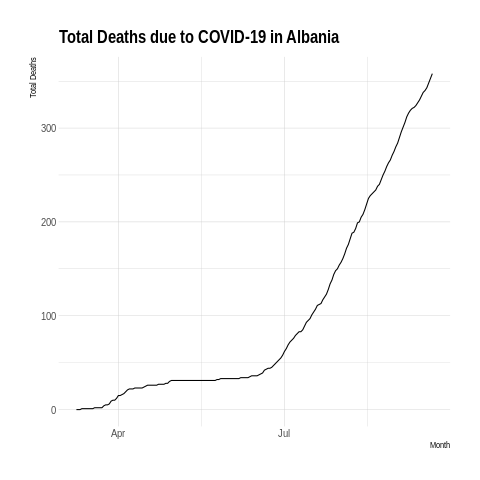 Total Deaths due to COVID-19 in Albania
Total Deaths
300
200
100
0
Apr
Jul
Month